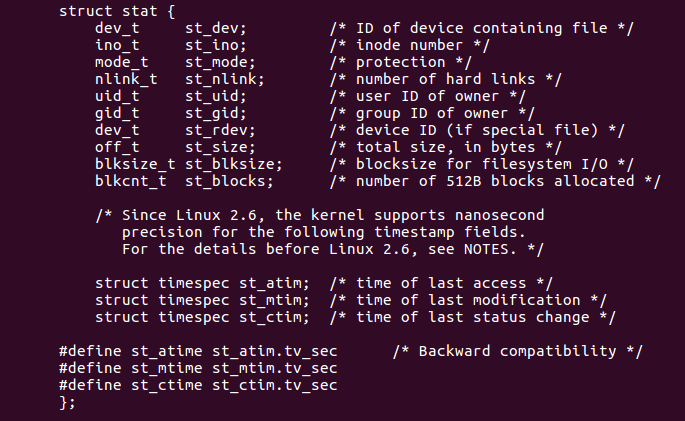 struct stat {
    dev_t     st_dev;         /* ID of device containing file */
    ino_t     st_ino;         /* inode number */
    mode_t    st_mode;        /* protection */
    nlink_t   st_nlink;       /* number of hard links */
    uid_t     st_uid;         /* user ID of owner */
    gid_t     st_gid;         /* group ID of owner */
    dev_t     st_rdev;        /* device ID (if special file) */
    off_t     st_size;        /* total size, in bytes */
    blksize_t st_blksize;     /* blocksize for filesystem I/O */
    blkcnt_t  st_blocks;      /* number of 512B blocks allocated */

    /* Since Linux 2.6, the kernel supports nanosecond
       precision for the following timestamp fields.
       For the details before Linux 2.6, see NOTES. */

    struct timespec st_atim;  /* time of last access */
    struct timespec st_mtim;  /* time of last modification */
    struct timespec st_ctim;  /* time of last status change */

#define st_atime st_atim.tv_sec      /* Backward compatibility */
#define st_mtime st_mtim.tv_sec
#define st_ctime st_ctim.tv_sec
};